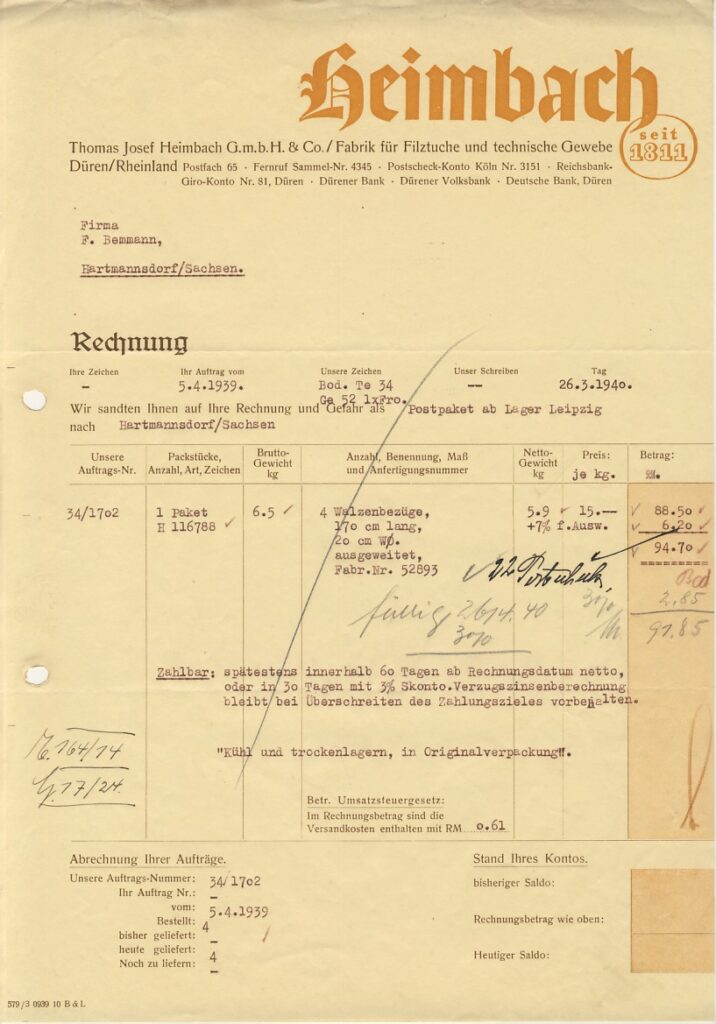 Heimbach
seit
1811
Thomas Josef Heimbach G.m.b.H. & Co. / Fabrik für Filztuche und technische Gewebe
Düren/Rheinland Postfach 65 · Fernruf Sammel-Nr. 4345 · Postscheck-Konto Köln Nr. 3151 · Reichsbank-
Giro-Konto Nr. 81, Düren · Dürener Bank · Dürener Volksbank · Deutsche Bank, Düren
Firma
F. Bemmann,
Hartmannsdorf/Sachsen.
Rechnung
Ihre Zeichen Ihr Auftrag vom Unsere Zeichen Unser Schreiben Tag
— 5.4.1939. Bod. Te 34 -- 26.3.1940.
Ge 52 1xFro.
Wir sandten Ihnen auf Ihre Rechnung und Gefahr als Postpaket ab Lager Leipzig
nach Hartmannsdorf/Sachsen
Unsere Auftrags-Nr. Packstücke, Anzahl, Art, Zeichen Brutto-Gewicht kg Anzahl, Benennung, Maß und Anfertigungsnummer Netto-Gewicht kg Preis: je kg. Betrag: RM.
34/1702 1 Paket 6.5 4 Walzenbezüge, 5.9 15.-- 88.50
H 116788 170 cm lang, +7% f.Ausw. 6.20
20 cm WØ. 94.70
ausgeweitet,
Fabr.Nr. 52893
22 Postscheck
fällig 26/4. 40 3% 2.85
3% 91.85
Zahlbar: spätestens innerhalb 60 Tagen ab Rechnungsdatum netto,
oder in 30 Tagen mit 3% Skonto.Verzugszinsenberechnung
bleibt bei Überschreiten des Zahlungszieles vorbehalten.
164/14
17/24.
"Kühl und trockenlagern, in Originalverpackung".
Betr. Umsatzsteuergesetz:
Im Rechnungsbetrag sind die
Versandkosten enthalten mit RM 0.61
Abrechnung Ihrer Aufträge.
Unsere Auftrags-Nummer: 34/1702
Ihr Auftrag Nr.: —
vom: 5.4.1939
Bestellt: 4
bisher geliefert: —
heute geliefert: 4
Noch zu liefern: —
Stand Ihres Kontos.
bisheriger Saldo:
Rechnungsbetrag wie oben:
Heutiger Saldo:
579/3 0939 10 B & L